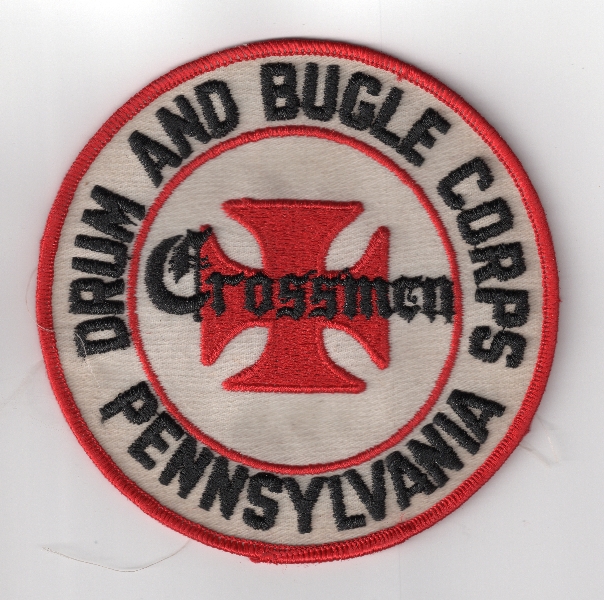 DRUM AND BUGLE CORPS
Crossmen
PENNSYLVANIA